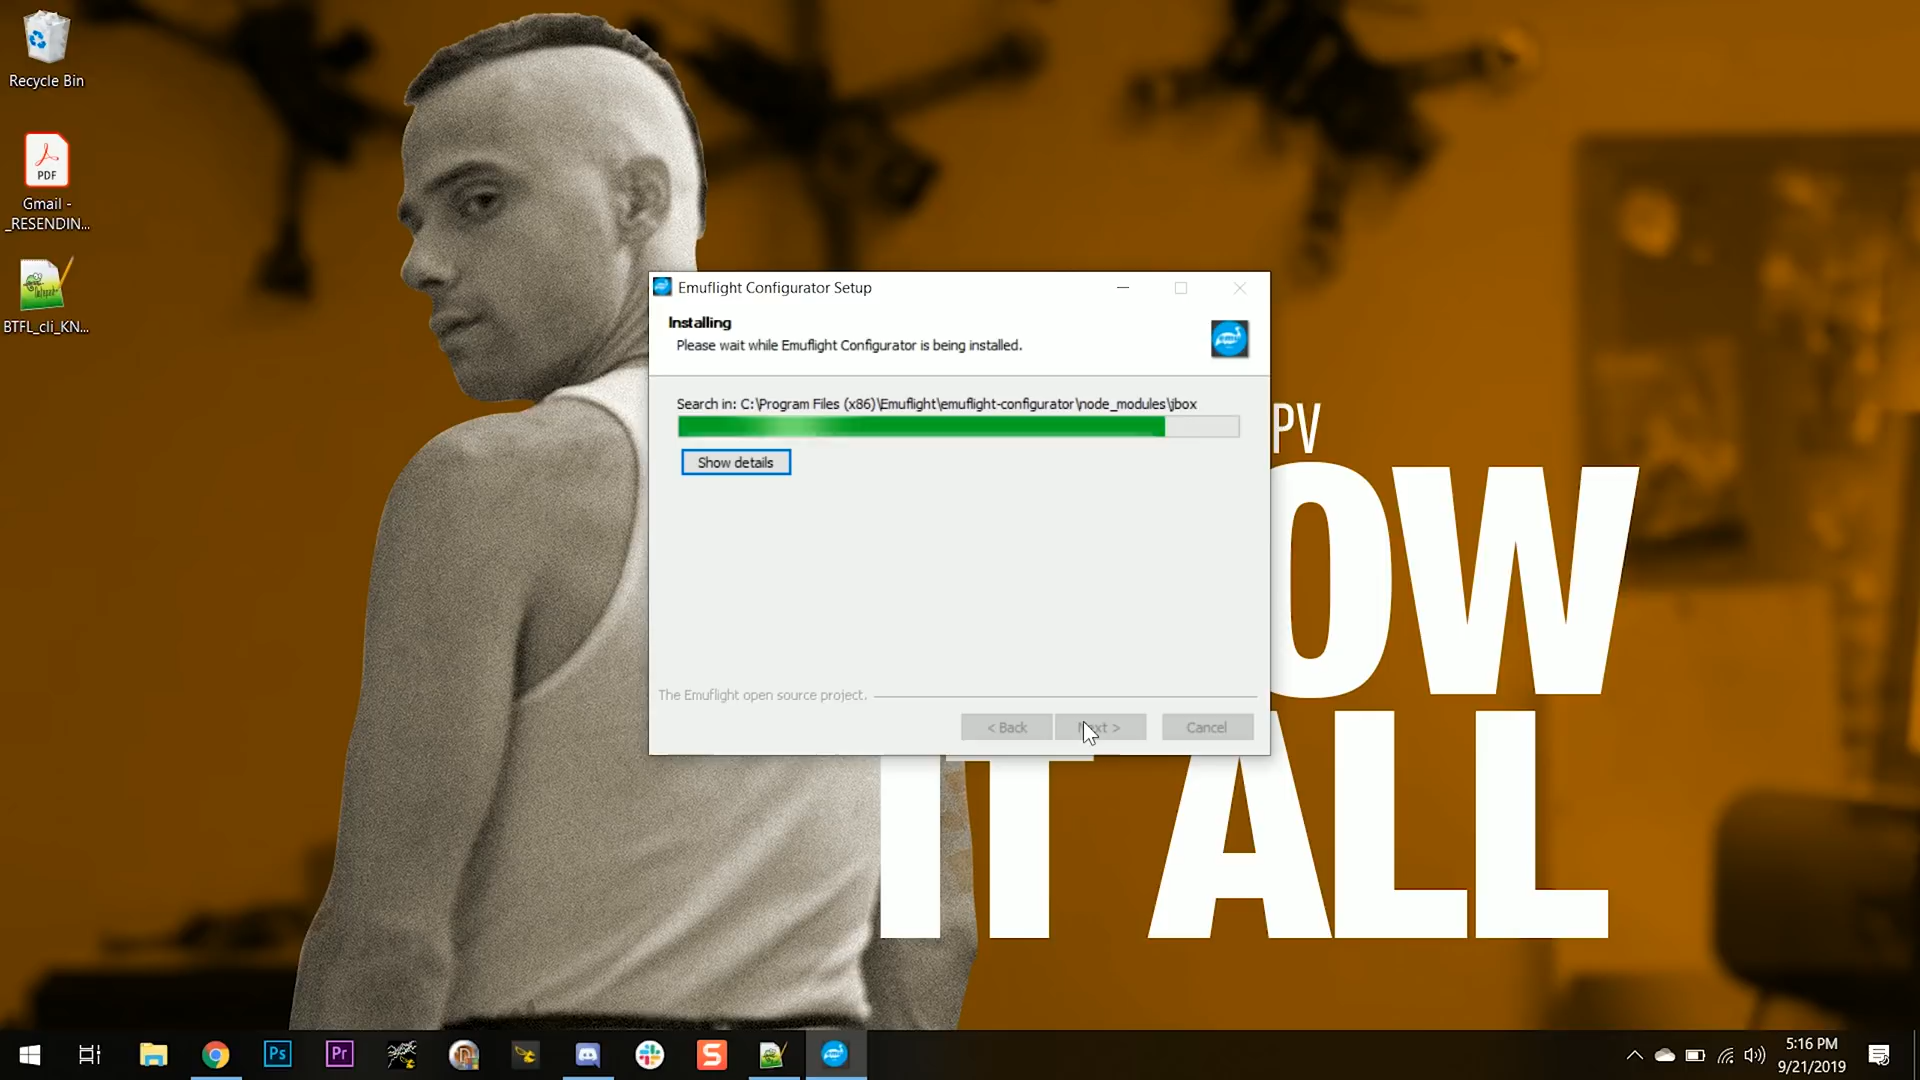 Recycle Bin
PDF
Gmail -
_RESENDIN...
BTFL_cli_KN...
Emuflight Configurator Setup
Installing
Please wait while Emuflight Configurator is being installed.
Search in: C:\Program Files (x86)\Emuflight\emuflight-configurator\node_modules\jbox
Show details
The Emuflight open source project.
< Back
Next >
Cancel
PV
OW
IT ALL
Ps
Pr
S
5:16 PM
9/21/2019